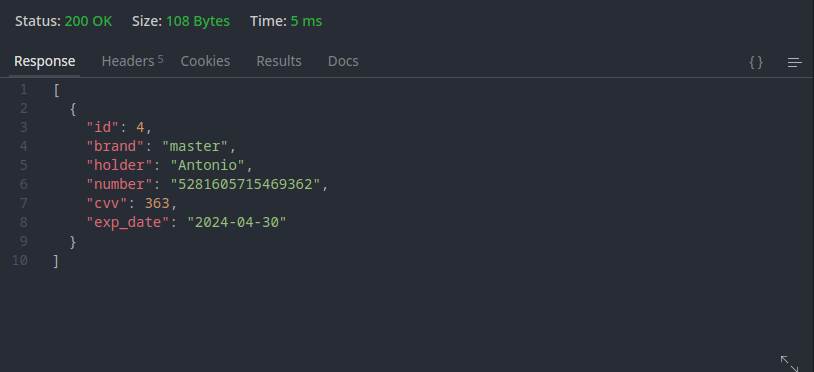 Status: 200 OK Size: 108 Bytes Time: 5 ms
Response Headers 5 Cookies Results Docs {}
1 [
2 {
3 "id": 4,
4 "brand": "master",
5 "holder": "Antonio",
6 "number": "5281605715469362",
7 "cvv": 363,
8 "exp_date": "2024-04-30"
9 }
10 ]